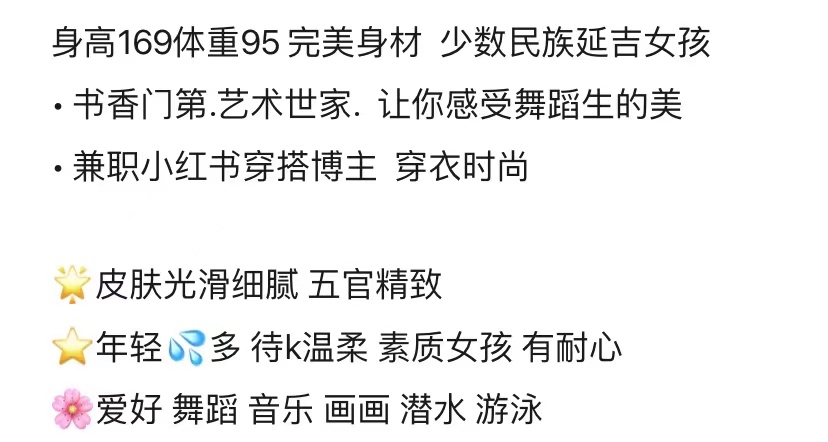 身高169体重95 完美身材 少数民族延吉女孩
• 书香门第.艺术世家. 让你感受舞蹈生的美
• 兼职小红书穿搭博主 穿衣时尚
🌟皮肤光滑细腻 五官精致
⭐年轻💦多 待k温柔 素质女孩 有耐心
🌸爱好 舞蹈 音乐 画画 潜水 游泳